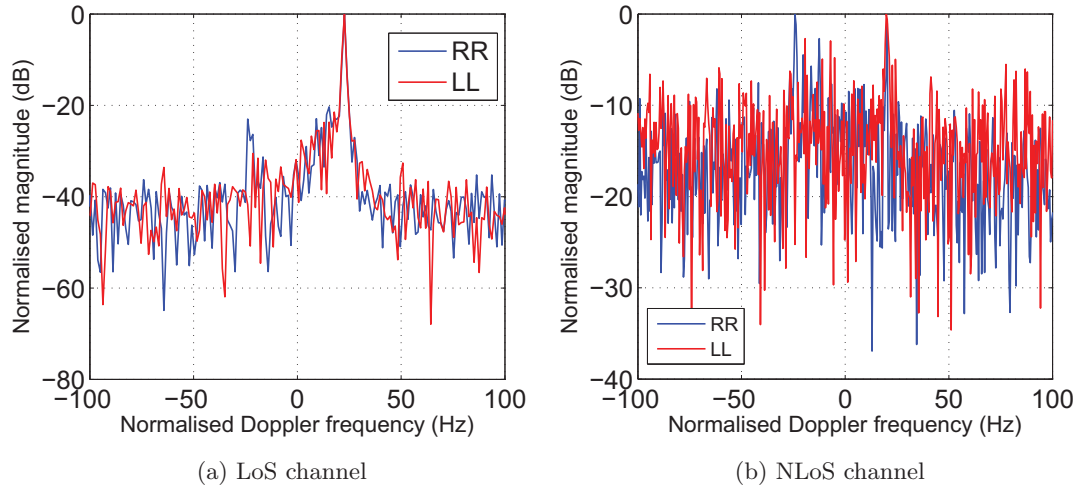 0
−20
−40
−60
−80
−100
−50
0
50
100
Normalised magnitude (dB)
Normalised Doppler frequency (Hz)
RR
LL
(a) LoS channel
0
−10
−20
−30
−40
−100
−50
0
50
100
Normalised magnitude (dB)
Normalised Doppler frequency (Hz)
RR
LL
(b) NLoS channel